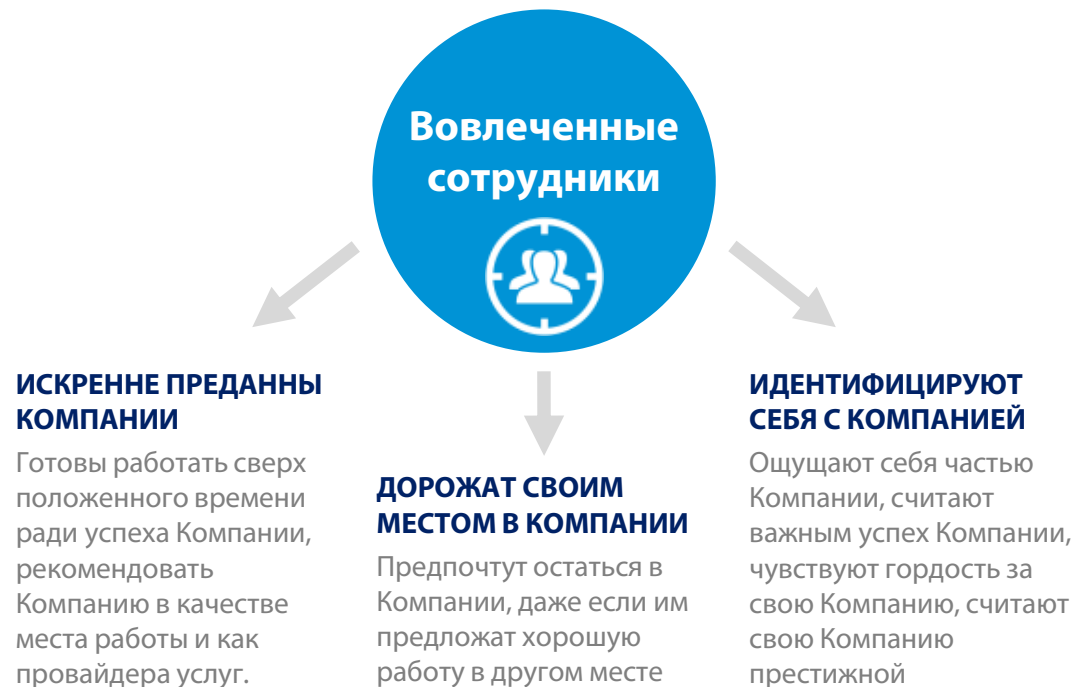 Вовлеченные
сотрудники
ИСКРЕННЕ ПРЕДАННЫ
КОМПАНИИ
Готовы работать сверх
положенного времени
ради успеха Компании,
рекомендовать
Компанию в качестве
места работы и как
провайдера услуг.
ДОРОЖАТ СВОИМ
МЕСТОМ В КОМПАНИИ
Предпочтут остаться в
Компании, даже если им
предложат хорошую
работу в другом месте
ИДЕНТИФИЦИРУЮТ
СЕБЯ С КОМПАНИЕЙ
Ощущают себя частью
Компании, считают
важным успех Компании,
чувствуют гордость за
свою Компанию, считают
свою Компанию
престижной